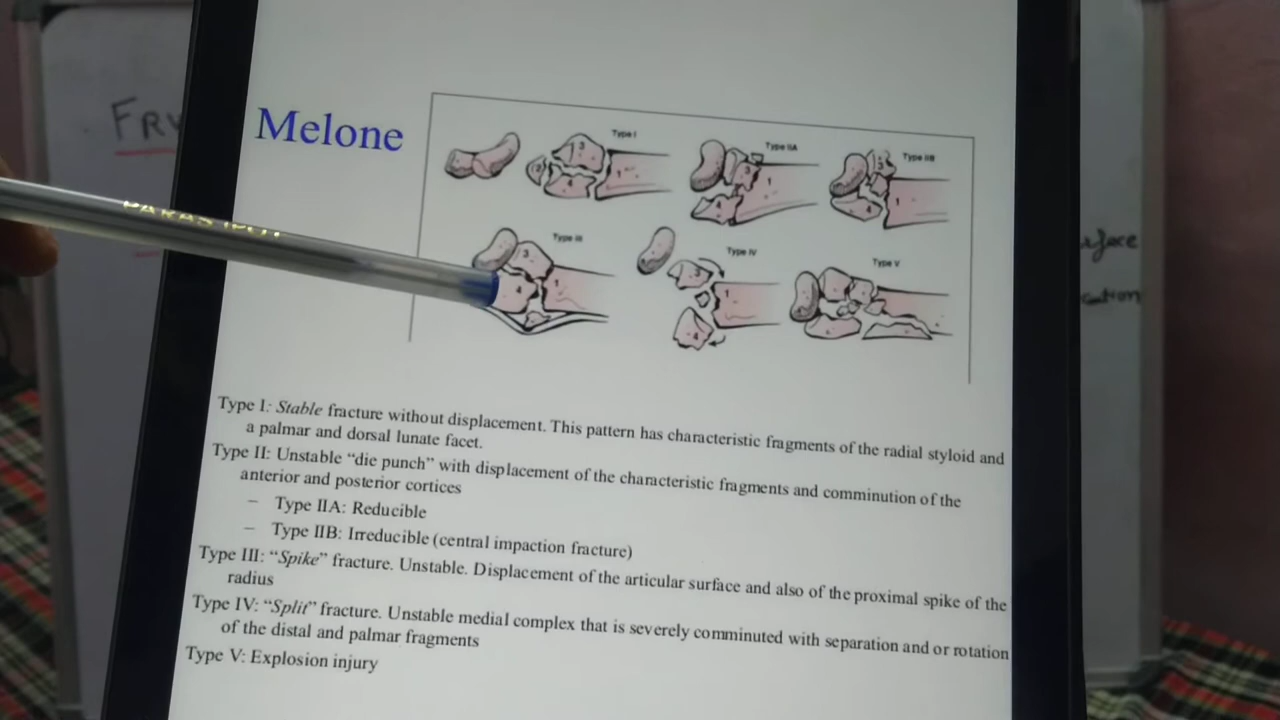 FRY
Melone
Type I
Type IIA
Type IIB
Type III
Type IV
Type V
Type I: Stable fracture without displacement. This pattern has characteristic fragments of the radial styloid and
a palmar and dorsal lunate facet.
Type II: Unstable “die punch” with displacement of the characteristic fragments and comminution of the
anterior and posterior cortices
– Type IIA: Reducible
– Type IIB: Irreducible (central impaction fracture)
Type III: “Spike” fracture. Unstable. Displacement of the articular surface and also of the proximal spike of the
radius
Type IV: “Split” fracture. Unstable medial complex that is severely comminuted with separation and or rotation
of the distal and palmar fragments
Type V: Explosion injury